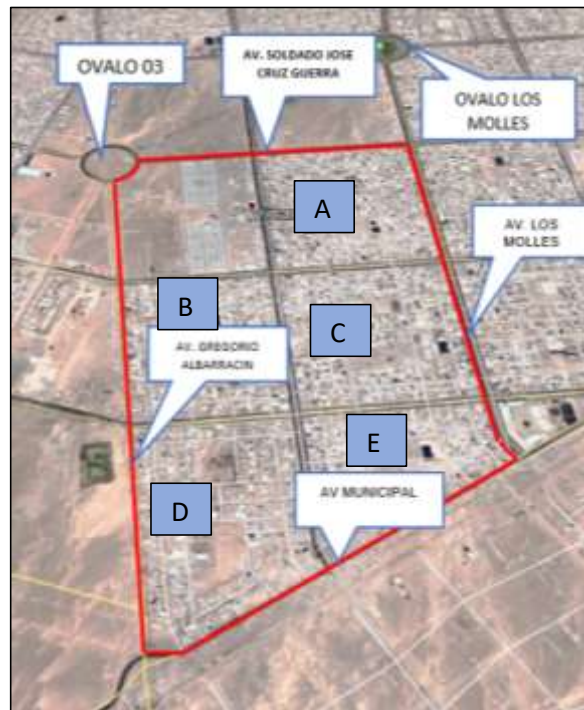 AV. SOLDADO JOSE
CRUZ GUERRA
OVALO 03
OVALO LOS
MOLLES
A
AV. LOS
MOLLES
B
C
AV. GREGORIO
ALBARRACIN
E
AV MUNICIPAL
D